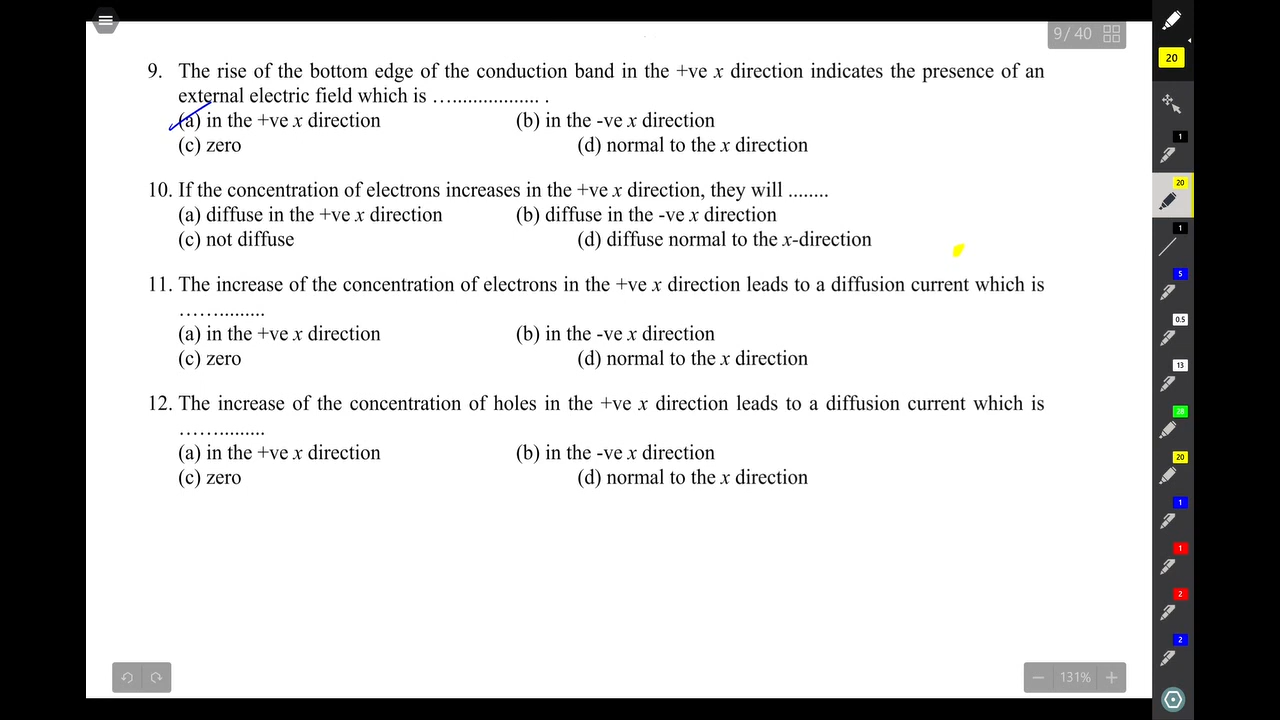 9 / 40
20
9. The rise of the bottom edge of the conduction band in the +ve x direction indicates the presence of an
external electric field which is …................. .
(a) in the +ve x direction (b) in the -ve x direction
(c) zero (d) normal to the x direction
10. If the concentration of electrons increases in the +ve x direction, they will ........
(a) diffuse in the +ve x direction (b) diffuse in the -ve x direction
(c) not diffuse (d) diffuse normal to the x-direction
11. The increase of the concentration of electrons in the +ve x direction leads to a diffusion current which is
…….........
(a) in the +ve x direction (b) in the -ve x direction
(c) zero (d) normal to the x direction
12. The increase of the concentration of holes in the +ve x direction leads to a diffusion current which is
…….........
(a) in the +ve x direction (b) in the -ve x direction
(c) zero (d) normal to the x direction
131%
1
20
1
5
0.5
13
28
20
1
1
2
2